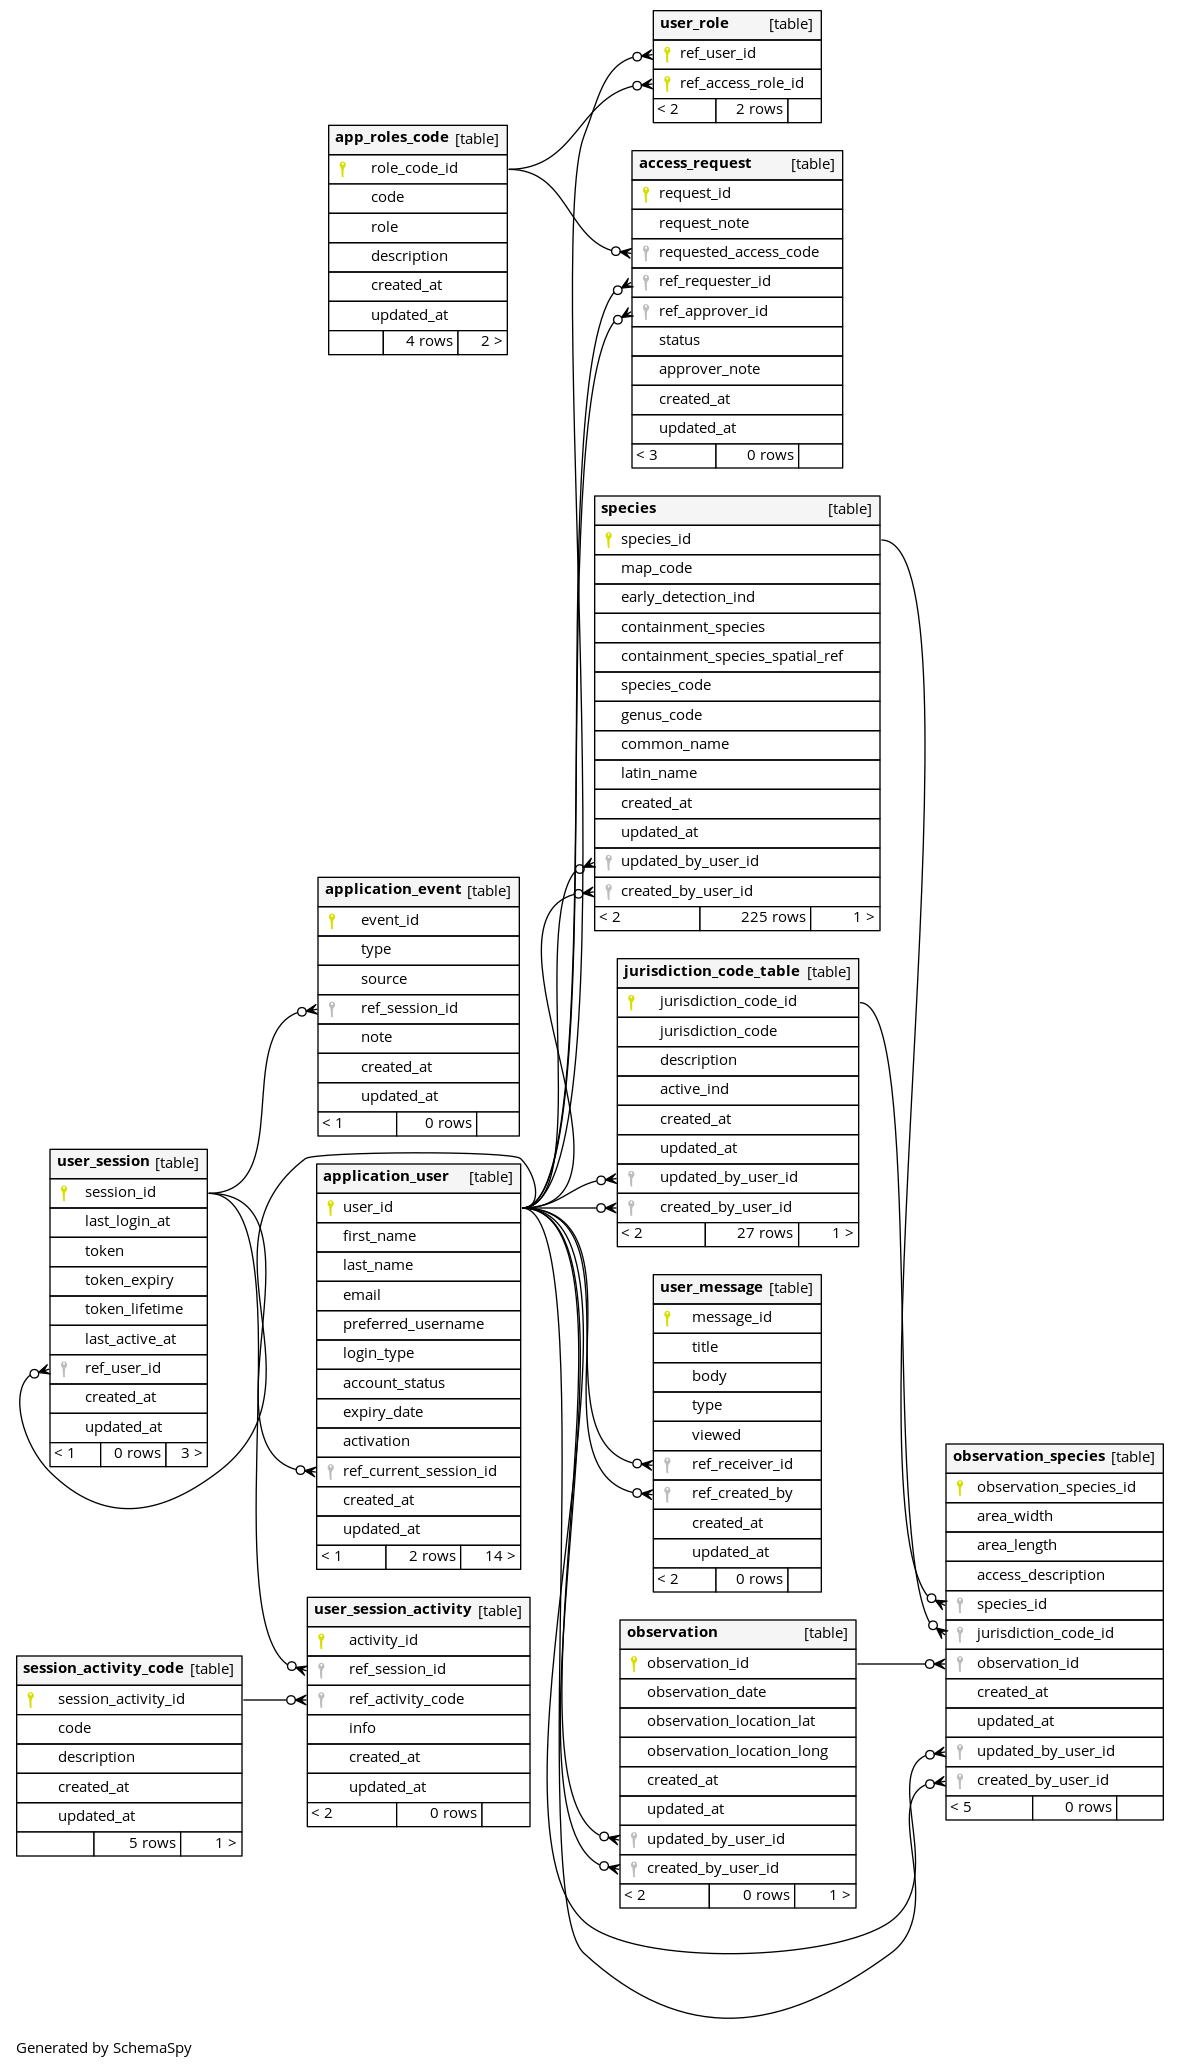 user_role [table]
ref_user_id
ref_access_role_id
< 2 2 rows
app_roles_code [table]
role_code_id
code
role
description
created_at
updated_at
4 rows 2 >
access_request [table]
request_id
request_note
requested_access_code
ref_requester_id
ref_approver_id
status
approver_note
created_at
updated_at
< 3 0 rows
species [table]
species_id
map_code
early_detection_ind
containment_species
containment_species_spatial_ref
species_code
genus_code
common_name
latin_name
created_at
updated_at
updated_by_user_id
created_by_user_id
< 2 225 rows 1 >
application_event [table]
event_id
type
source
ref_session_id
note
created_at
updated_at
< 1 0 rows
jurisdiction_code_table [table]
jurisdiction_code_id
jurisdiction_code
description
active_ind
created_at
updated_at
updated_by_user_id
created_by_user_id
< 2 27 rows 1 >
user_session [table]
session_id
last_login_at
token
token_expiry
token_lifetime
last_active_at
ref_user_id
created_at
updated_at
< 1 0 rows 3 >
application_user [table]
user_id
first_name
last_name
email
preferred_username
login_type
account_status
expiry_date
activation
ref_current_session_id
created_at
updated_at
< 1 2 rows 14 >
user_message [table]
message_id
title
body
type
viewed
ref_receiver_id
ref_created_by
created_at
updated_at
< 2 0 rows
observation_species [table]
observation_species_id
area_width
area_length
access_description
species_id
jurisdiction_code_id
observation_id
created_at
updated_at
updated_by_user_id
created_by_user_id
< 5 0 rows
user_session_activity [table]
activity_id
ref_session_id
ref_activity_code
info
created_at
updated_at
< 2 0 rows
observation [table]
observation_id
observation_date
observation_location_lat
observation_location_long
created_at
updated_at
updated_by_user_id
created_by_user_id
< 2 0 rows 1 >
session_activity_code [table]
session_activity_id
code
description
created_at
updated_at
5 rows 1 >
Generated by SchemaSpy